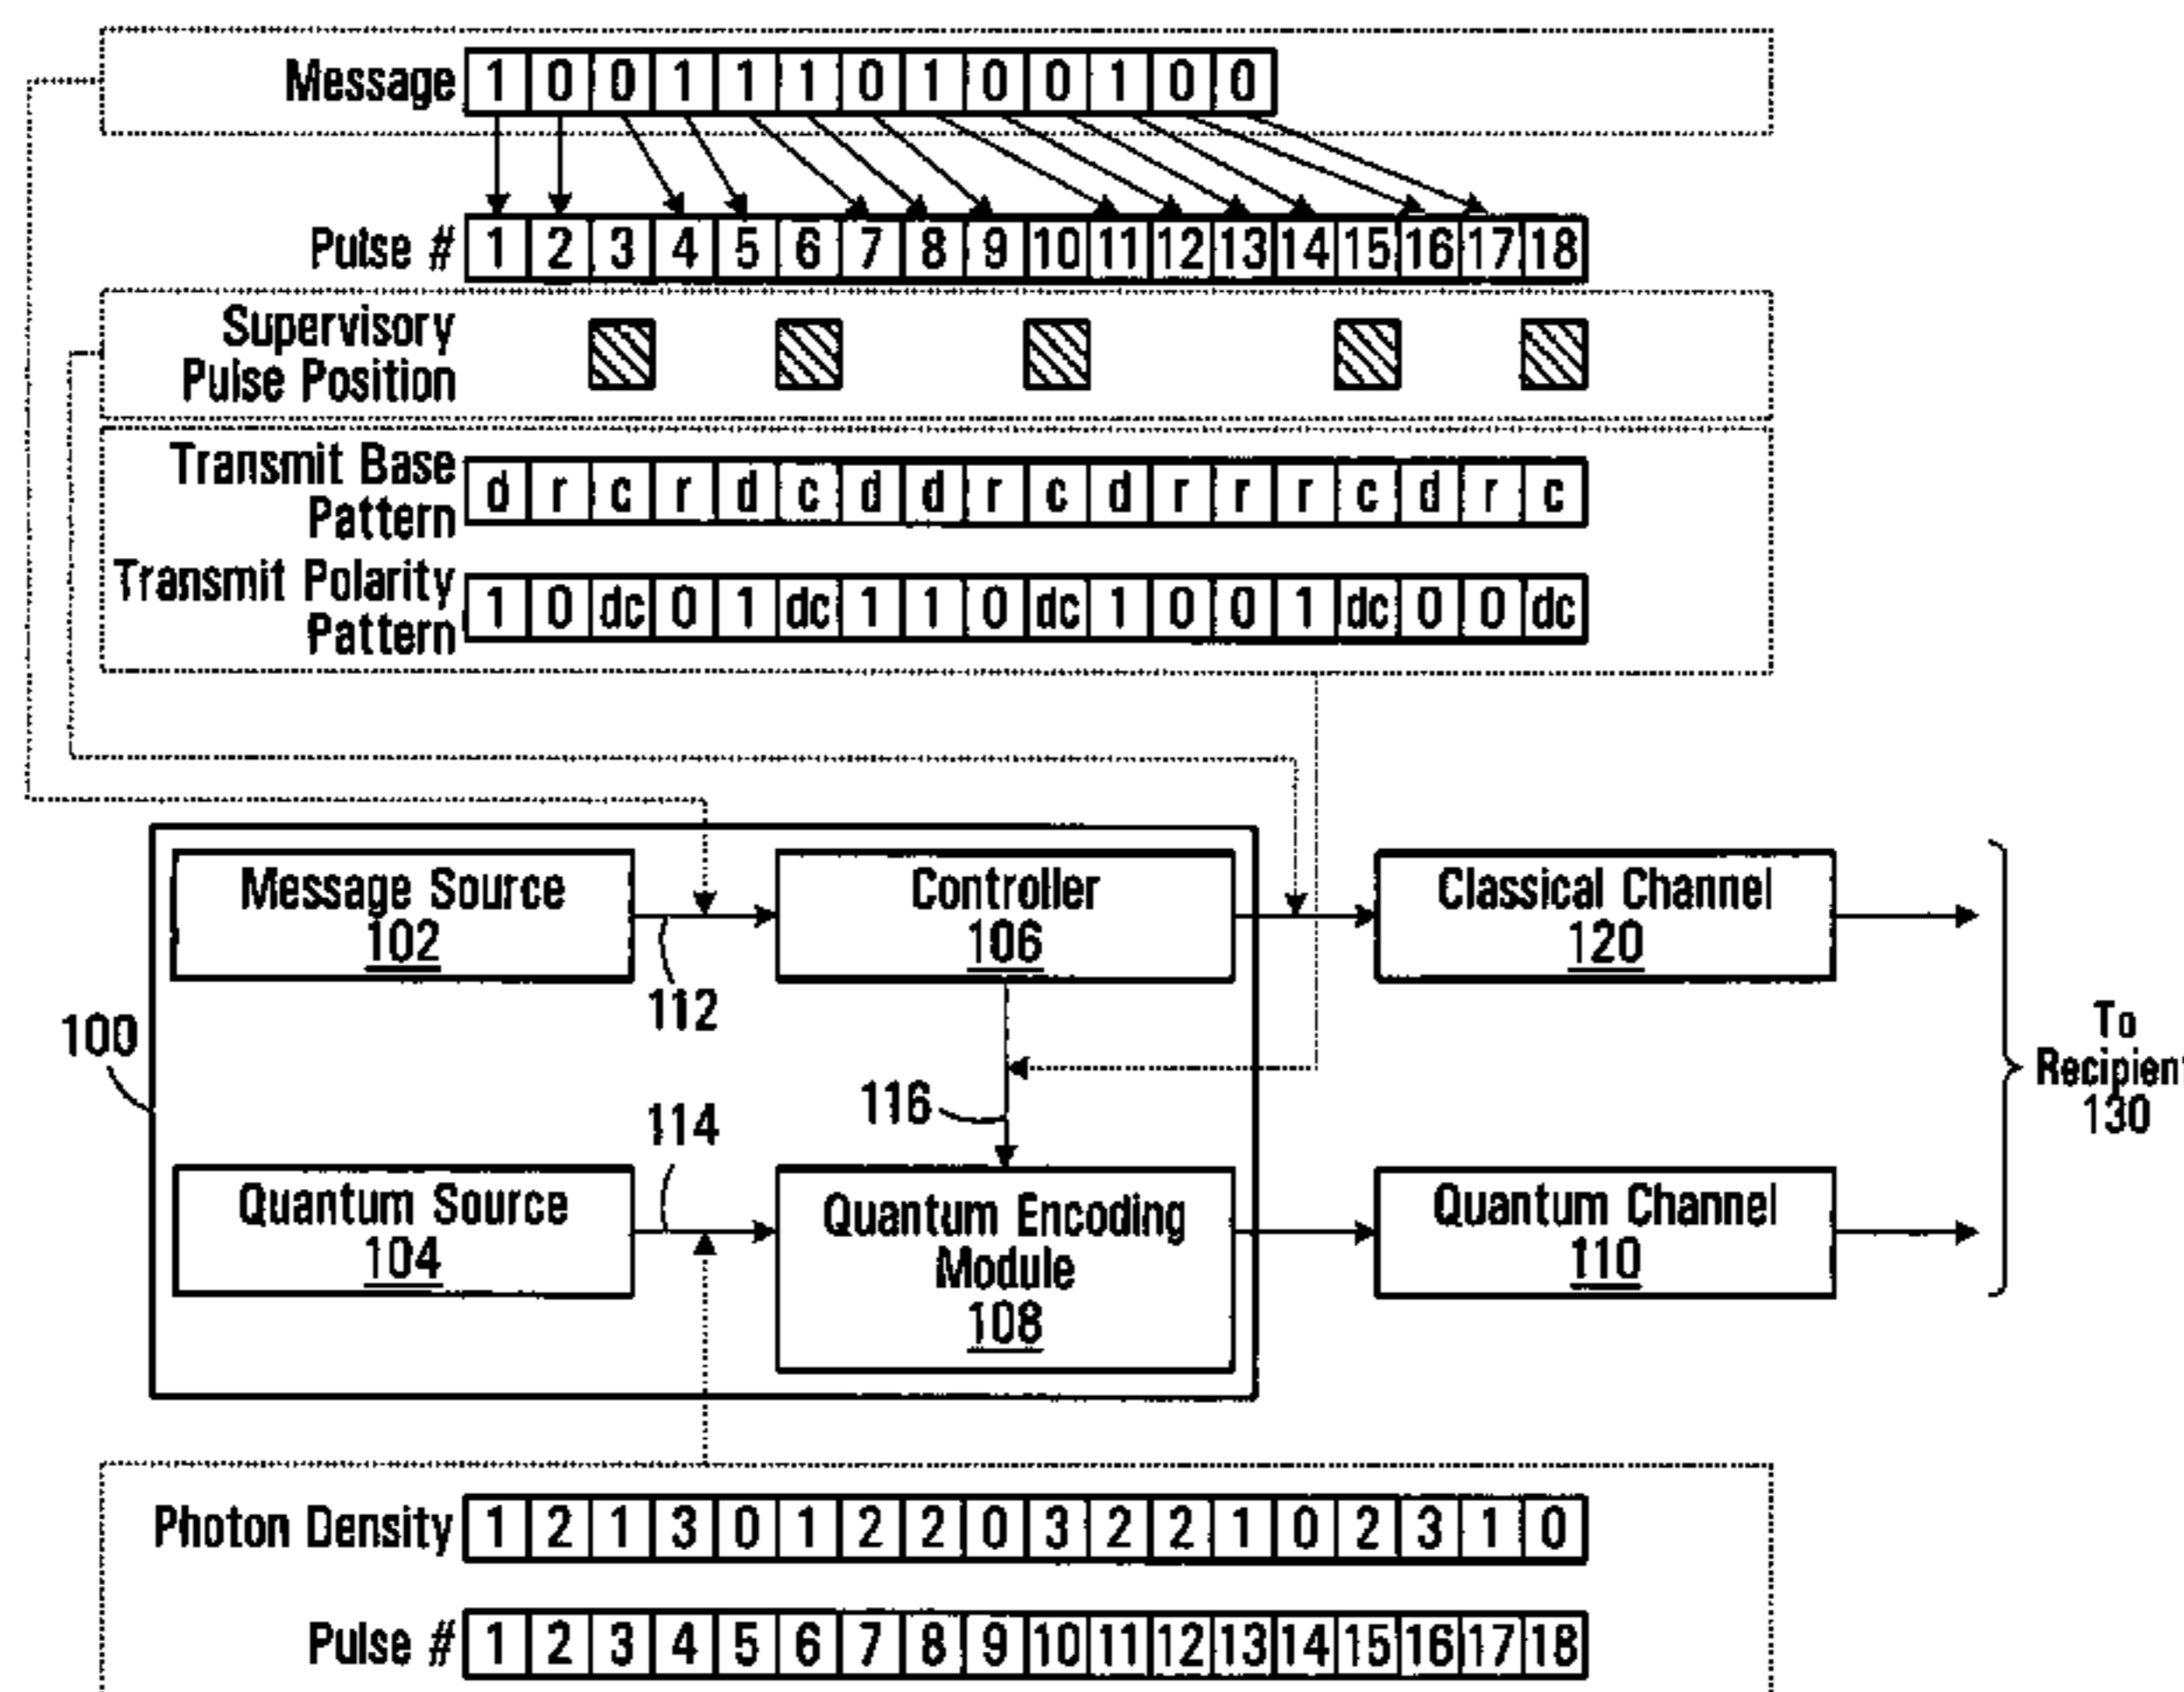 Message 1 0 0 1 1 1 0 1 0 0 1 0 0
Pulse # 1 2 3 4 5 6 7 8 9 10 11 12 13 14 15 16 17 18
Supervisory
Pulse Position
Transmit Base
Pattern
d r c r d c d d r c d r r r c d r c
Transmit Polarity
Pattern
1 0 dc 0 1 dc 1 1 0 dc 1 0 0 1 dc 0 0 dc
Message Source
102
Controller
106
Classical Channel
120
112
100
To
Recipient
130
116
114
Quantum Source
104
Quantum Encoding
Module
108
Quantum Channel
110
Photon Density 1 2 1 3 0 1 2 2 0 3 2 2 1 0 2 3 1 0
Pulse # 1 2 3 4 5 6 7 8 9 10 11 12 13 14 15 16 17 18